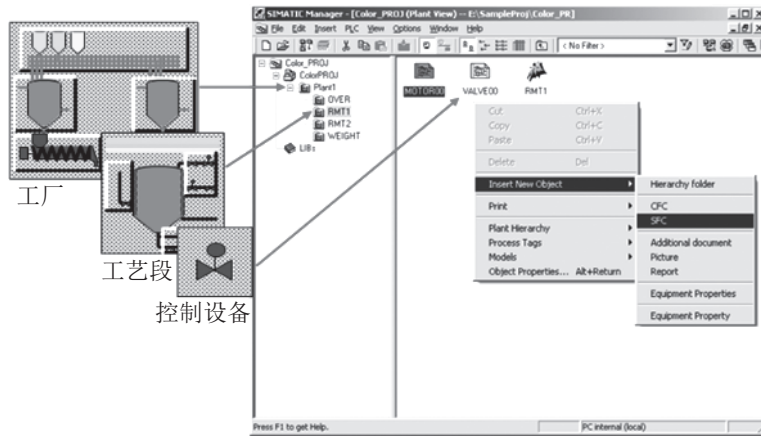 SIMATIC Manager - [Color_PROJ (Plant View) -- E:\SampleProj\Color_PR]
File Edit Insert PLC View Options Window Help
< No Filter >
Color_PROJ
ColorPROJ
Plant1
OVER
RMT1
RMT2
WEIGHT
LIBs
MOTOR00 VALVE00 RMT1
Cut Ctrl+X
Copy Ctrl+C
Paste Ctrl+V
Delete Del
Insert New Object
Print
Plant Hierarchy
Process Tags
Models
Object Properties... Alt+Return
Hierarchy folder
CFC
SFC
Additional document
Picture
Report
Equipment Properties
Equipment Property
工厂
工艺段
控制设备
Press F1 to get Help. PC internal (local)